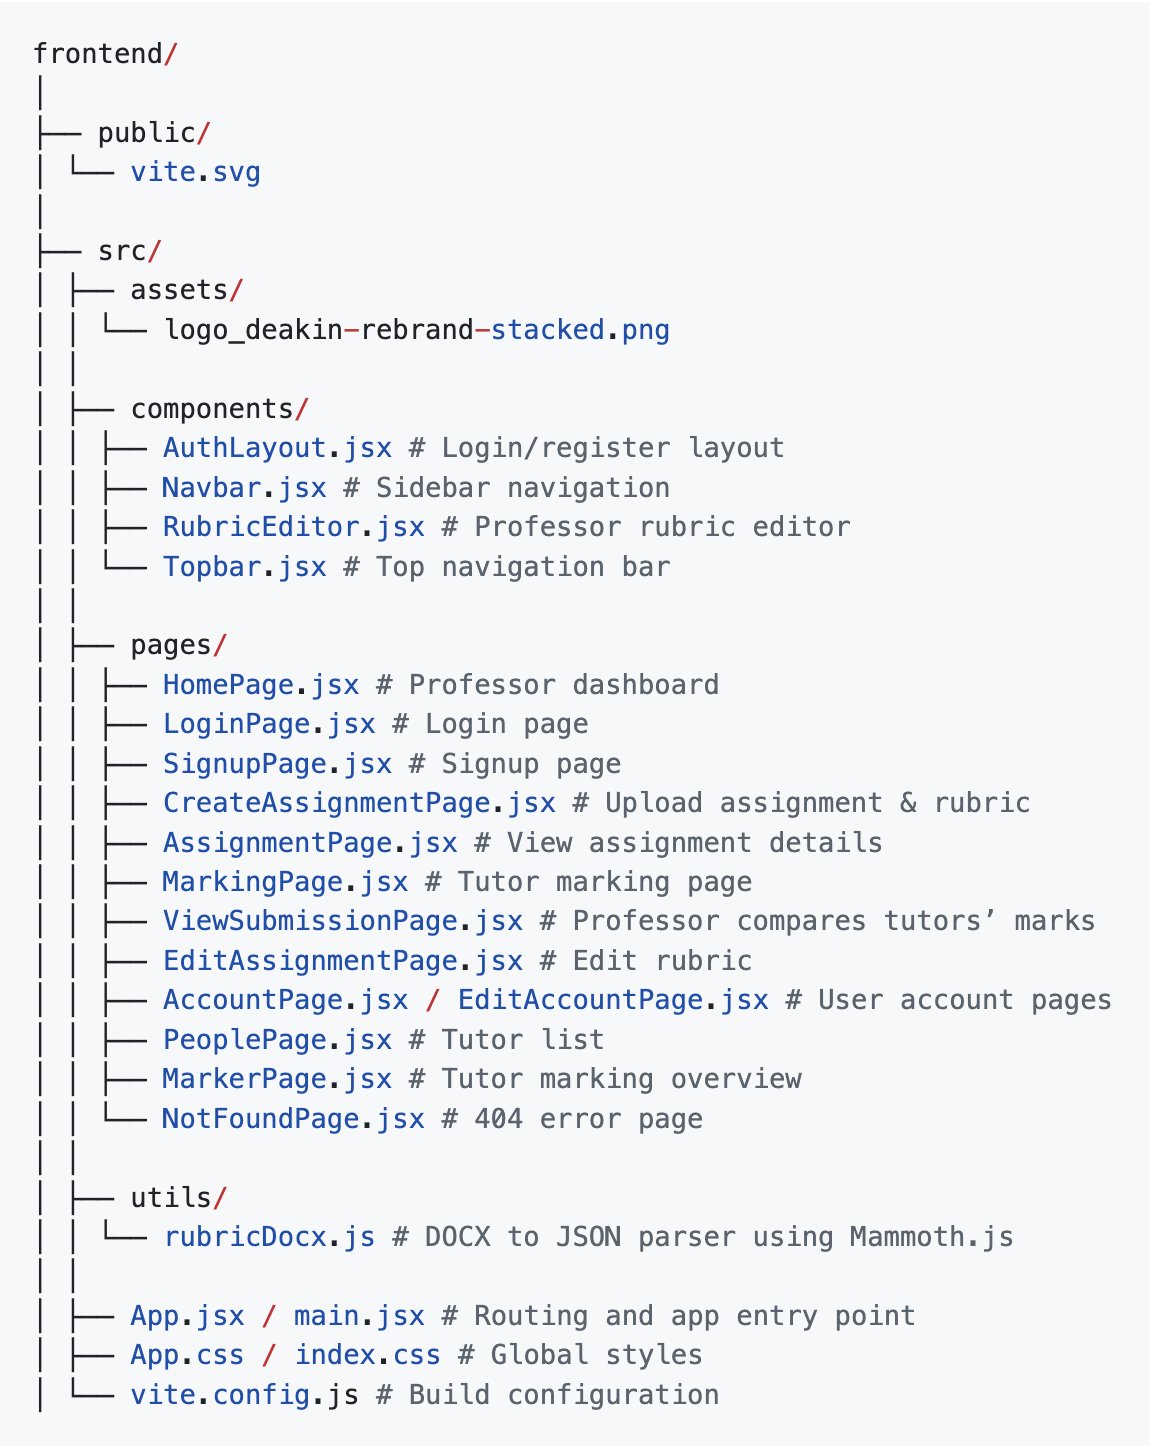 frontend/
│
├── public/
│ └── vite.svg
│
├── src/
│ ├── assets/
│ │ └── logo_deakin-rebrand-stacked.png
│ │
│ ├── components/
│ │ ├── AuthLayout.jsx # Login/register layout
│ │ ├── Navbar.jsx # Sidebar navigation
│ │ ├── RubricEditor.jsx # Professor rubric editor
│ │ └── Topbar.jsx # Top navigation bar
│ │
│ ├── pages/
│ │ ├── HomePage.jsx # Professor dashboard
│ │ ├── LoginPage.jsx # Login page
│ │ ├── SignupPage.jsx # Signup page
│ │ ├── CreateAssignmentPage.jsx # Upload assignment & rubric
│ │ ├── AssignmentPage.jsx # View assignment details
│ │ ├── MarkingPage.jsx # Tutor marking page
│ │ ├── ViewSubmissionPage.jsx # Professor compares tutors’ marks
│ │ ├── EditAssignmentPage.jsx # Edit rubric
│ │ ├── AccountPage.jsx / EditAccountPage.jsx # User account pages
│ │ ├── PeoplePage.jsx # Tutor list
│ │ ├── MarkerPage.jsx # Tutor marking overview
│ │ └── NotFoundPage.jsx # 404 error page
│ │
│ ├── utils/
│ │ └── rubricDocx.js # DOCX to JSON parser using Mammoth.js
│ │
│ ├── App.jsx / main.jsx # Routing and app entry point
│ ├── App.css / index.css # Global styles
│ └── vite.config.js # Build configuration